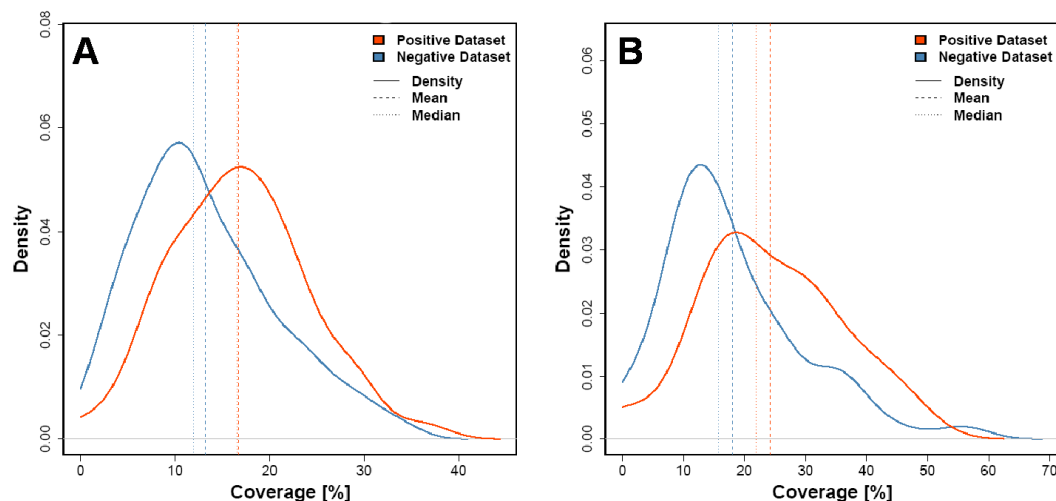 A
Positive Dataset
Negative Dataset
Density
Mean
Median
Density
0.00 0.02 0.04 0.06 0.08
0 10 20 30 40
Coverage [%]
B
Positive Dataset
Negative Dataset
Density
Mean
Median
Density
0.00 0.01 0.02 0.03 0.04 0.05 0.06
0 10 20 30 40 50 60 70
Coverage [%]